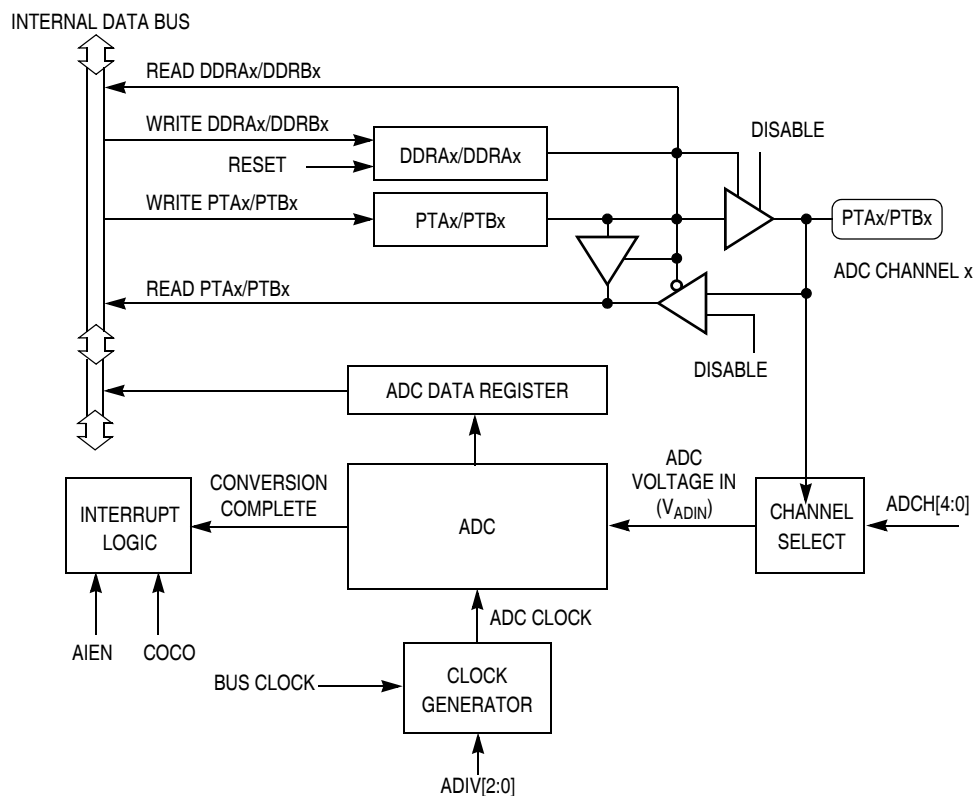 INTERNAL DATA BUS
READ DDRAx/DDRBx
WRITE DDRAx/DDRBx
DISABLE
DDRAx/DDRAx
RESET
WRITE PTAx/PTBx
PTAx/PTBx
PTAx/PTBx
ADC CHANNEL x
READ PTAx/PTBx
DISABLE
ADC DATA REGISTER
CONVERSION
COMPLETE
ADC
VOLTAGE IN
(VADIN)
INTERRUPT
LOGIC
ADC
CHANNEL
SELECT
ADCH[4:0]
ADC CLOCK
AIEN
COCO
BUS CLOCK
CLOCK
GENERATOR
ADIV[2:0]